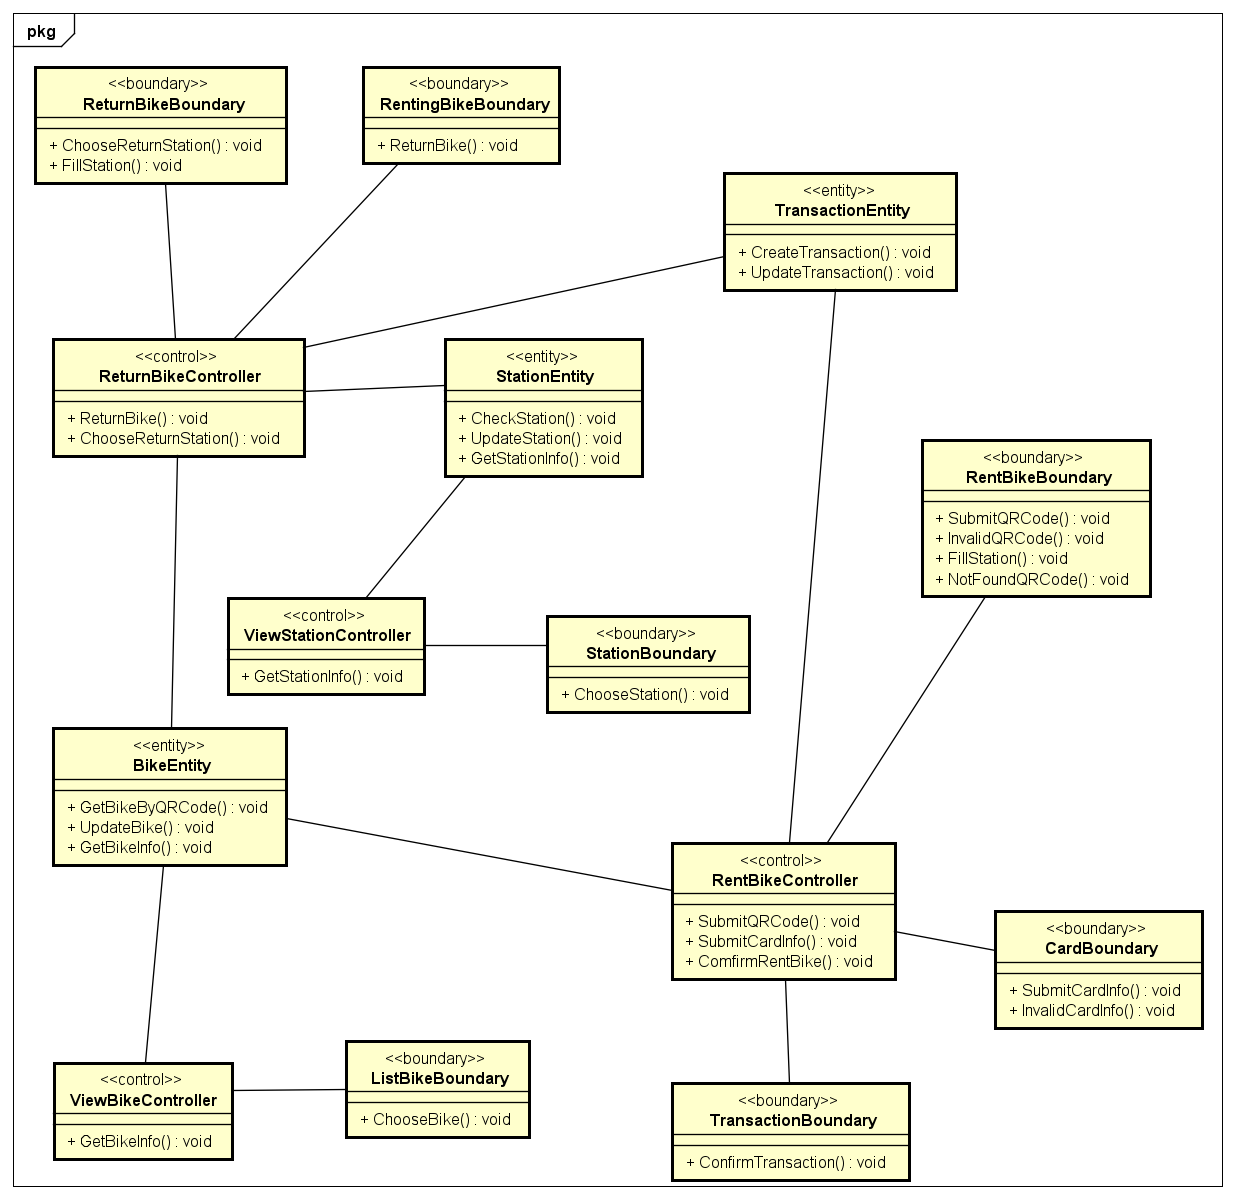 pkg
<<boundary>>
ReturnBikeBoundary
+ ChooseReturnStation() : void
+ FillStation() : void
<<boundary>>
RentingBikeBoundary
+ ReturnBike() : void
<<entity>>
TransactionEntity
+ CreateTransaction() : void
+ UpdateTransaction() : void
<<control>>
ReturnBikeController
+ ReturnBike() : void
+ ChooseReturnStation() : void
<<entity>>
StationEntity
+ CheckStation() : void
+ UpdateStation() : void
+ GetStationInfo() : void
<<boundary>>
RentBikeBoundary
+ SubmitQRCode() : void
+ InvalidQRCode() : void
+ FillStation() : void
+ NotFoundQRCode() : void
<<control>>
ViewStationController
+ GetStationInfo() : void
<<boundary>>
StationBoundary
+ ChooseStation() : void
<<entity>>
BikeEntity
+ GetBikeByQRCode() : void
+ UpdateBike() : void
+ GetBikeInfo() : void
<<control>>
RentBikeController
+ SubmitQRCode() : void
+ SubmitCardInfo() : void
+ ComfirmRentBike() : void
<<boundary>>
CardBoundary
+ SubmitCardInfo() : void
+ InvalidCardInfo() : void
<<control>>
ViewBikeController
+ GetBikeInfo() : void
<<boundary>>
ListBikeBoundary
+ ChooseBike() : void
<<boundary>>
TransactionBoundary
+ ConfirmTransaction() : void